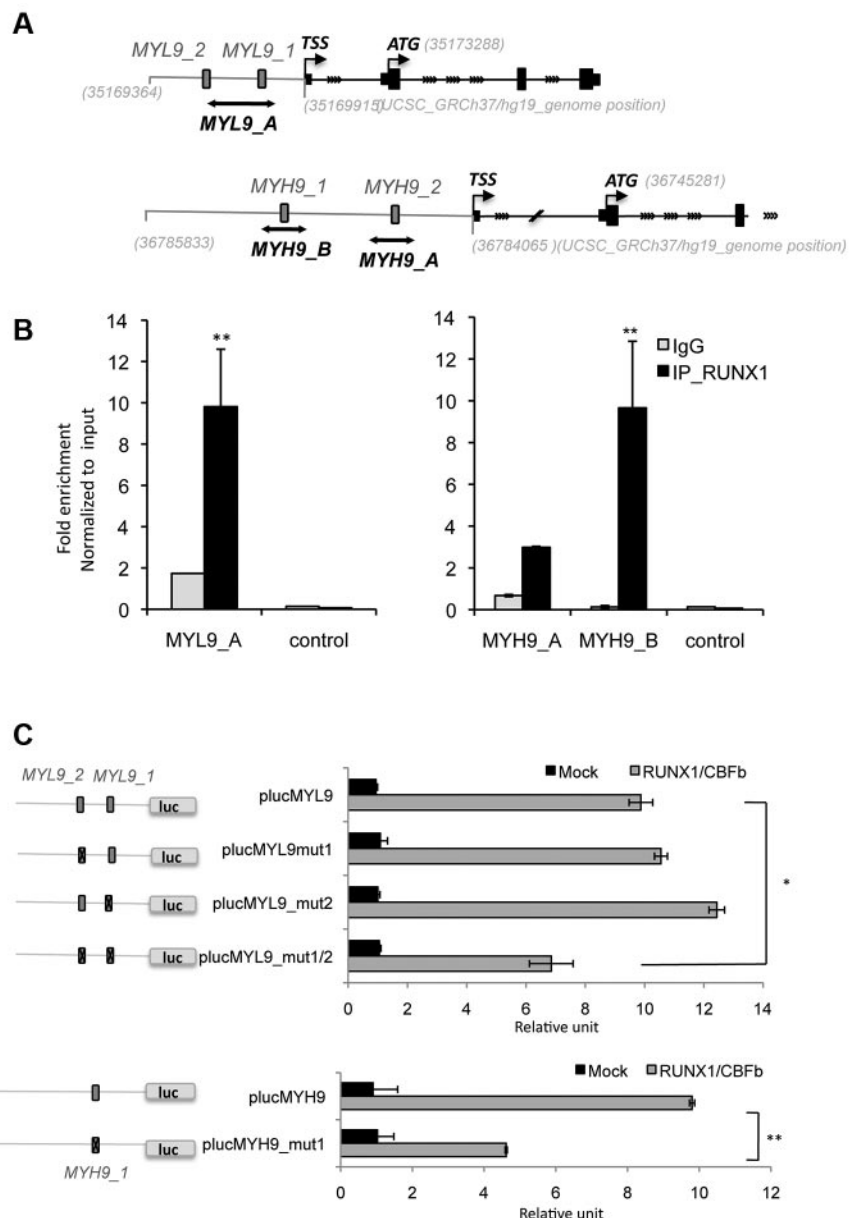 A
MYL9_2 MYL9_1 TSS ATG (35173288)
(35169364) (35169915) (UCSC_GRCh37/hg19_genome position)
MYL9_A
MYH9_1 MYH9_2 TSS ATG (36745281)
(36785833) MYH9_B MYH9_A (36784065 )(UCSC_GRCh37/hg19_genome position)
B
Fold enrichment
Normalized to input
14
12
10
8
6
4
2
0
**
MYL9_A control
14
12
10
8
6
4
2
0
**
IgG
IP_RUNX1
MYH9_A MYH9_B control
C
MYL9_2 MYL9_1
Mock RUNX1/CBFb
luc plucMYL9
luc plucMYL9mut1
luc plucMYL9_mut2
luc plucMYL9_mut1/2
*
0 2 4 6 8 10 12 14
Relative unit
Mock RUNX1/CBFb
luc plucMYH9
luc plucMYH9_mut1
**
MYH9_1
0 2 4 6 8 10 12
Relative unit